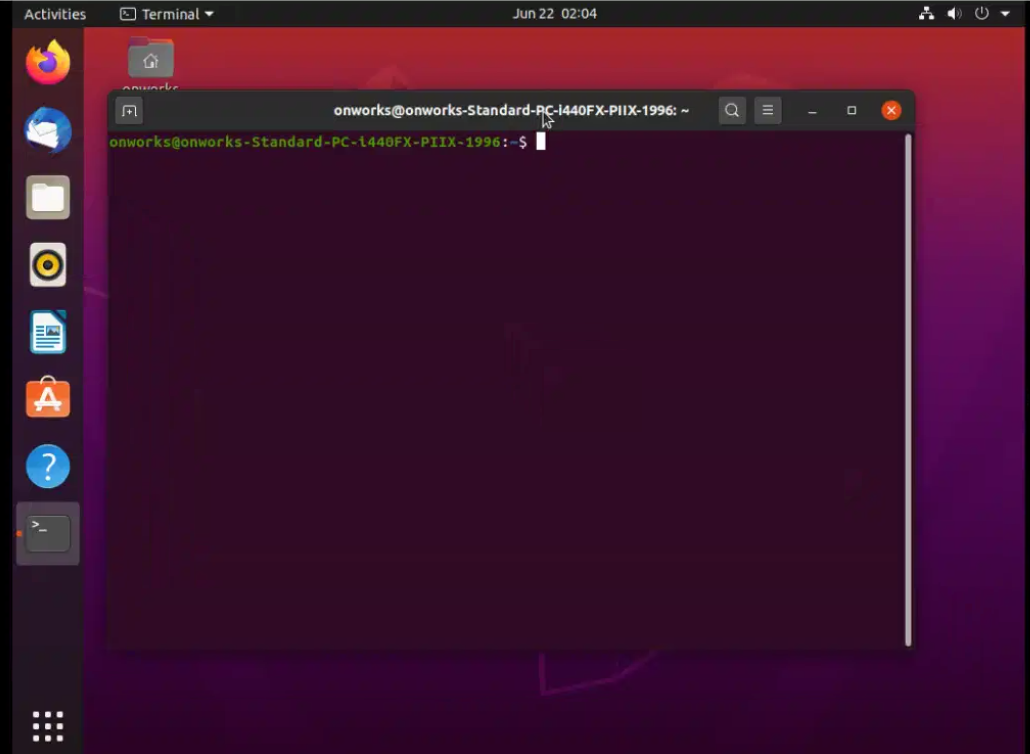 Activities Terminal Jun 22 02:04
onworks
onworks@onworks-Standard-PC-i440FX-PIIX-1996: ~
onworks@onworks-Standard-PC-i440FX-PIIX-1996:~$
?
>_